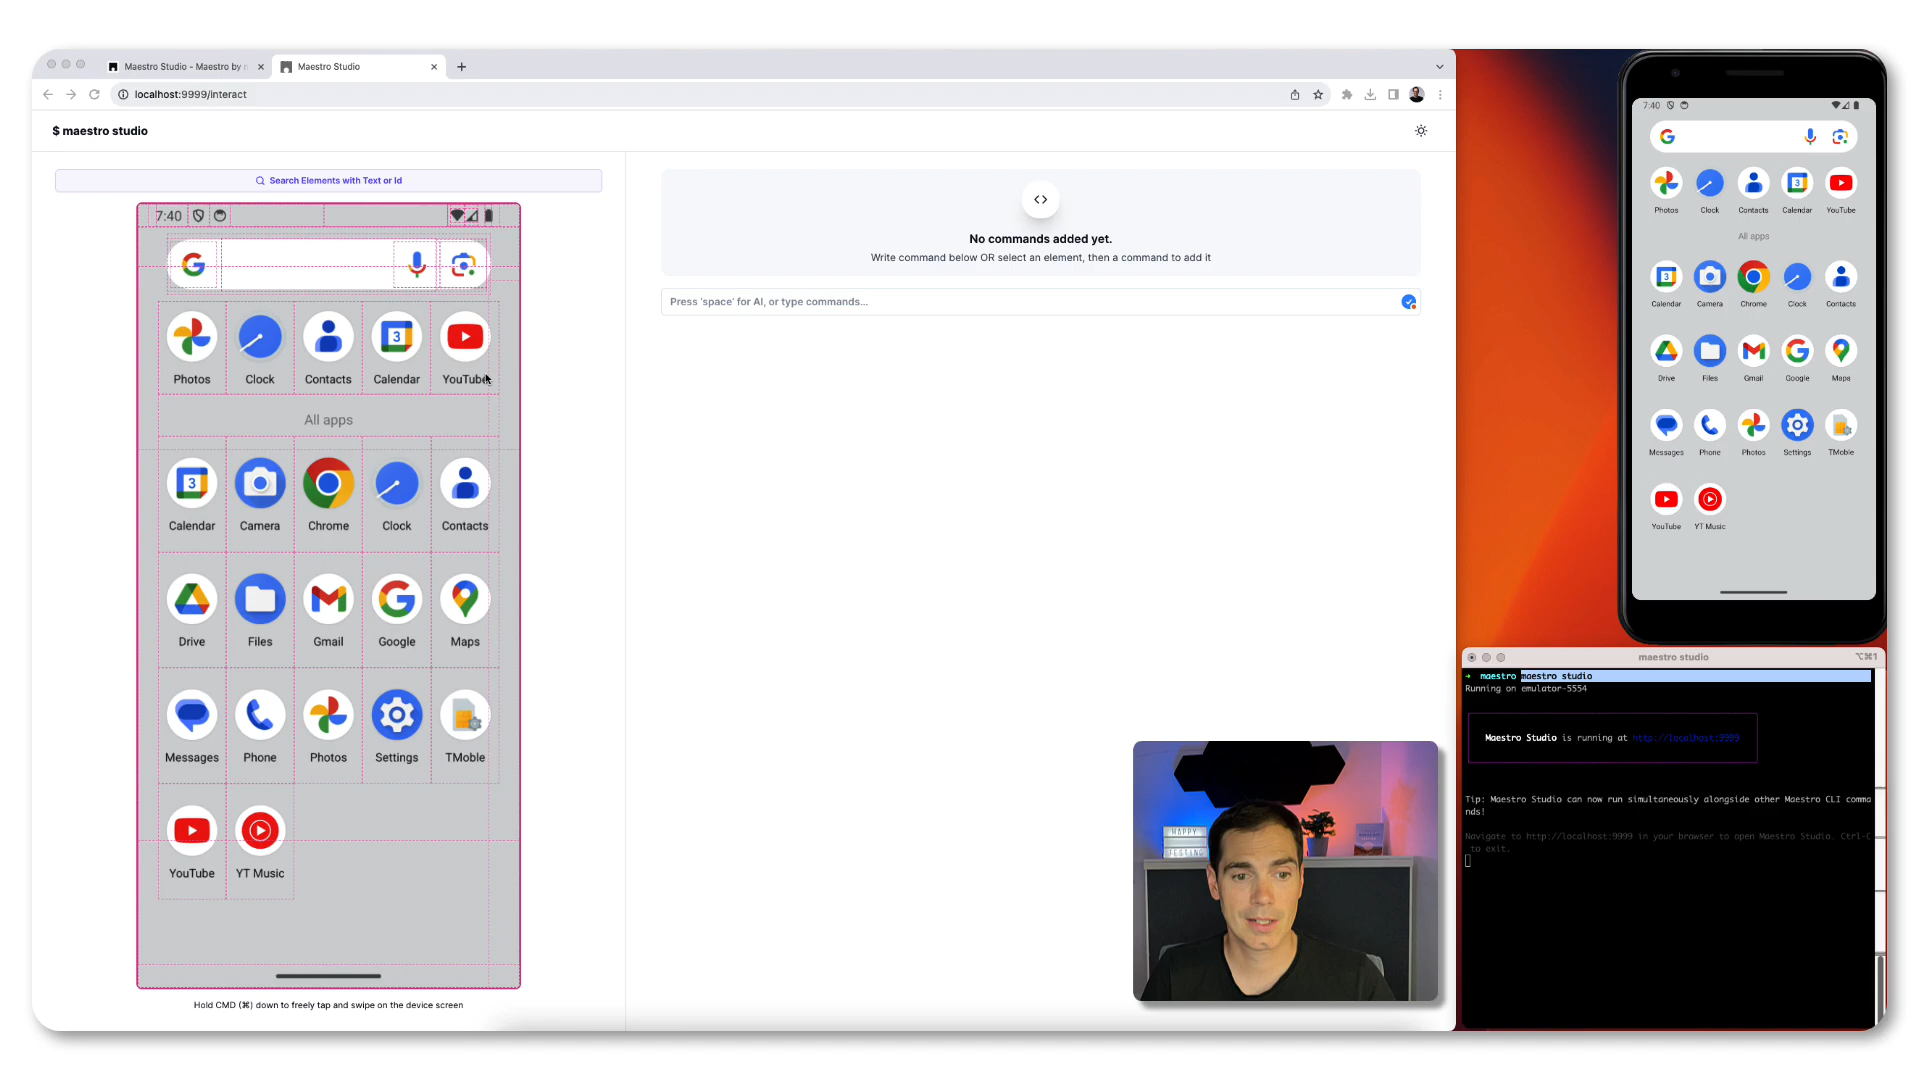 Maestro Studio - Maestro by
Maestro Studio
localhost:9999/interact
$ maestro studio
Search Elements with Text or Id
7:40
Photos Clock Contacts Calendar YouTube
All apps
3
Calendar Camera Chrome Clock Contacts
Drive Files Gmail Google Maps
Messages Phone Photos Settings TMoble
YouTube YT Music
Hold CMD (⌘) down to freely tap and swipe on the device screen
No commands added yet.
Write command below OR select an element, then a command to add it
Press 'space' for AI, or type commands...
HAPPY
TESTING
7:40
Photos Clock Contacts Calendar YouTube
All apps
Calendar Camera Chrome Clock Contacts
Drive Files Gmail Google Maps
Messages Phone Photos Settings TMoble
YouTube YT Music
maestro studio
⌥⌘1
→ maestro maestro studio
Running on emulator-5554
Maestro Studio is running at http://localhost:9999
Tip: Maestro Studio can now run simultaneously alongside other Maestro CLI comma
nds!
Navigate to http://localhost:9999 in your browser to open Maestro Studio. Ctrl-C
to exit.